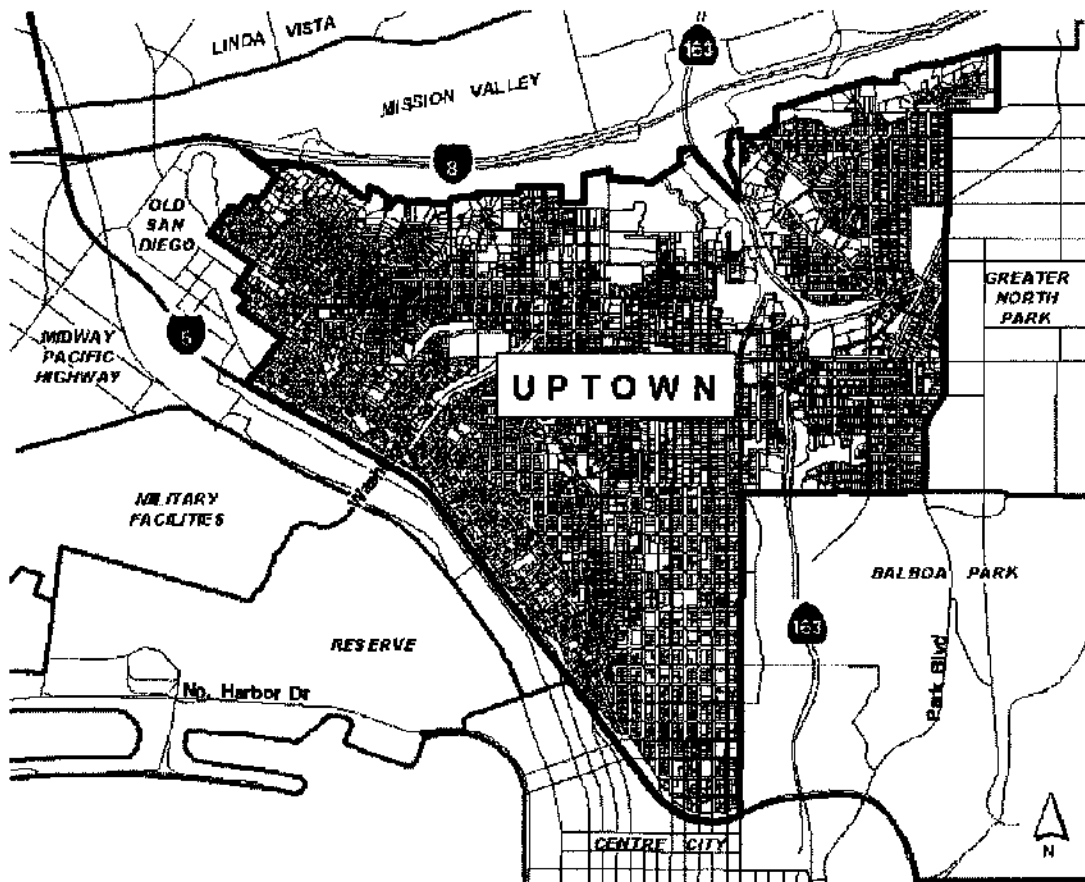 LINDA VISTA
163
MISSION VALLEY
8
OLD
SAN
DIEGO
GREATER
NORTH
PARK
5
MIDWAY
PACIFIC
HIGHWAY
UPTOWN
MILITARY
FACILITIES
BALBOA PARK
163
RESERVE
No. Harbor Dr
Park Blvd
CENTRE CITY
N